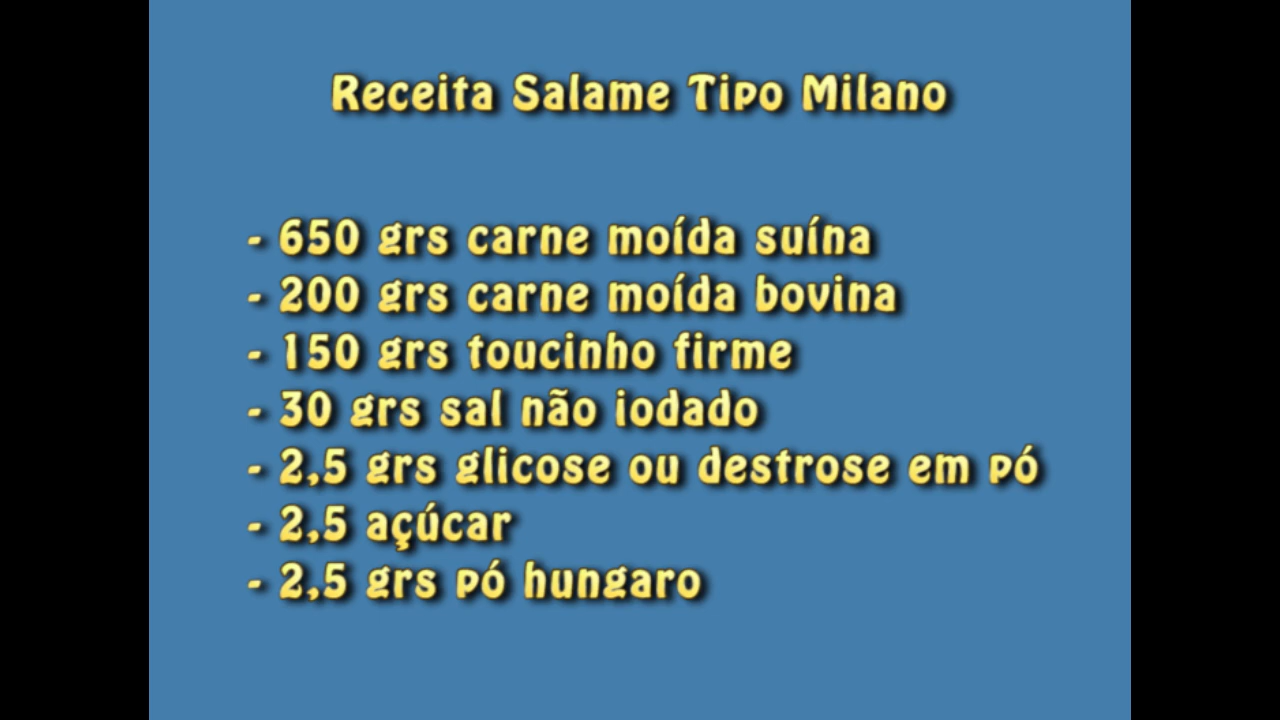 Receita Salame Tipo Milano
- 650 grs carne moída suína
- 200 grs carne moída bovina
- 150 grs toucinho firme
- 30 grs sal não iodado
- 2,5 grs glicose ou destrose em pó
- 2,5 açúcar
- 2,5 grs pó hungaro